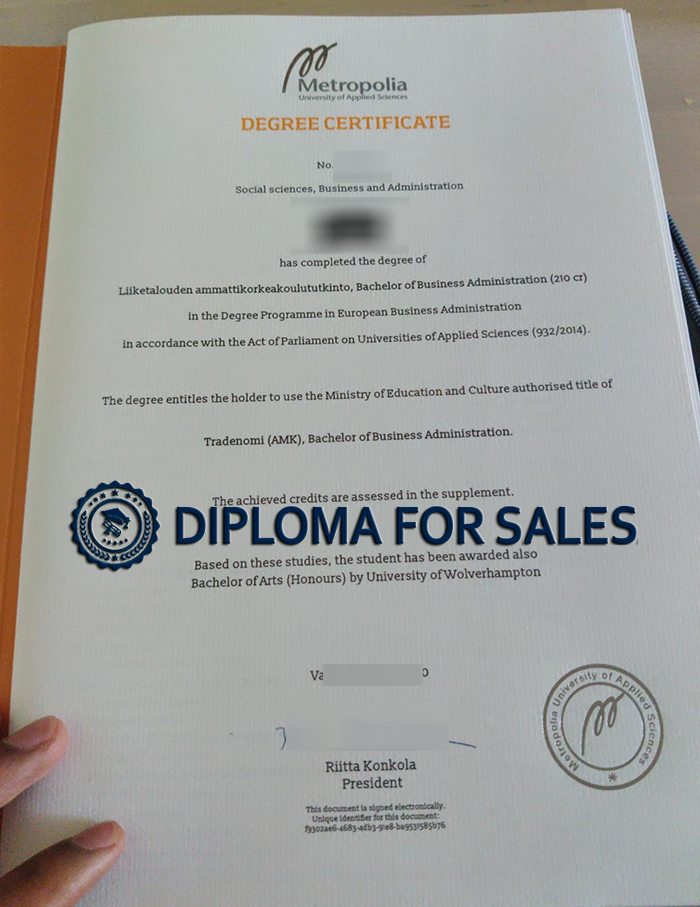 Metropolia
University of Applied Sciences
DEGREE CERTIFICATE
No.
Social sciences, Business and Administration
has completed the degree of
Liiketalouden ammattikorkeakoulututkinto, Bachelor of Business Administration (210 cr)
in the Degree Programme in European Business Administration
in accordance with the Act of Parliament on Universities of Applied Sciences (932/2014).
The degree entitles the holder to use the Ministry of Education and Culture authorised title of
Tradenomi (AMK), Bachelor of Business Administration.
The achieved credits are assessed in the supplement.
DIPLOMA FOR SALES
Based on these studies, the student has been awarded also
Bachelor of Arts (Honours) by University of Wolverhampton
Metropolia University of Applied Sciences
Riitta Konkola
President
This document is signed electronically.
Unique identifier for this document:
f9302ae6-4683-4db3-91e8-ba9531585b76